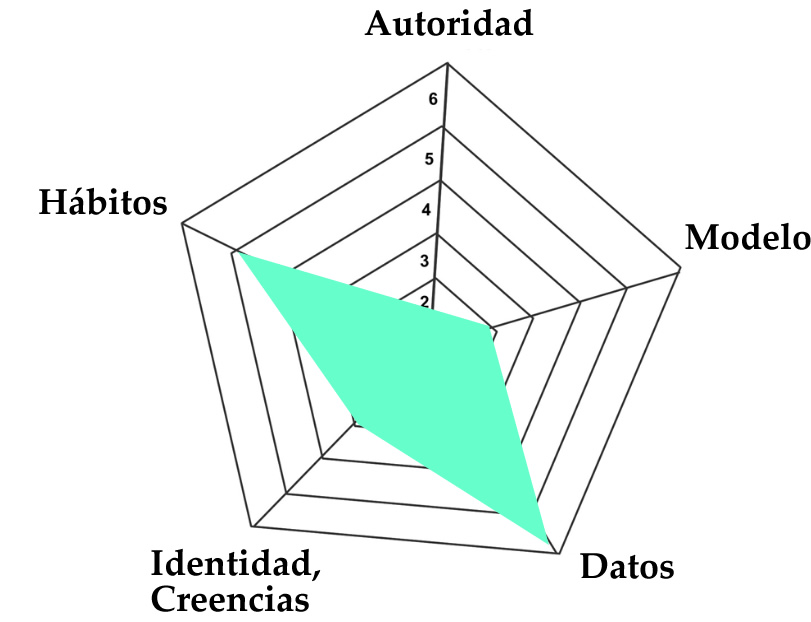 Autoridad
6
5
Hábitos
4
Modelo
3
2
Identidad,
Creencias
Datos